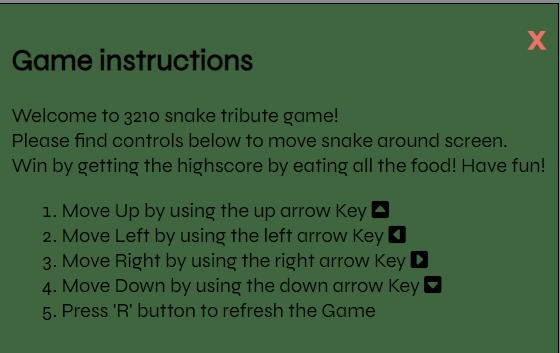 X
Game instructions
Welcome to 3210 snake tribute game!
Please find controls below to move snake around screen.
Win by getting the highscore by eating all the food! Have fun!
1. Move Up by using the up arrow Key
2. Move Left by using the left arrow Key
3. Move Right by using the right arrow Key
4. Move Down by using the down arrow Key
5. Press 'R' button to refresh the Game